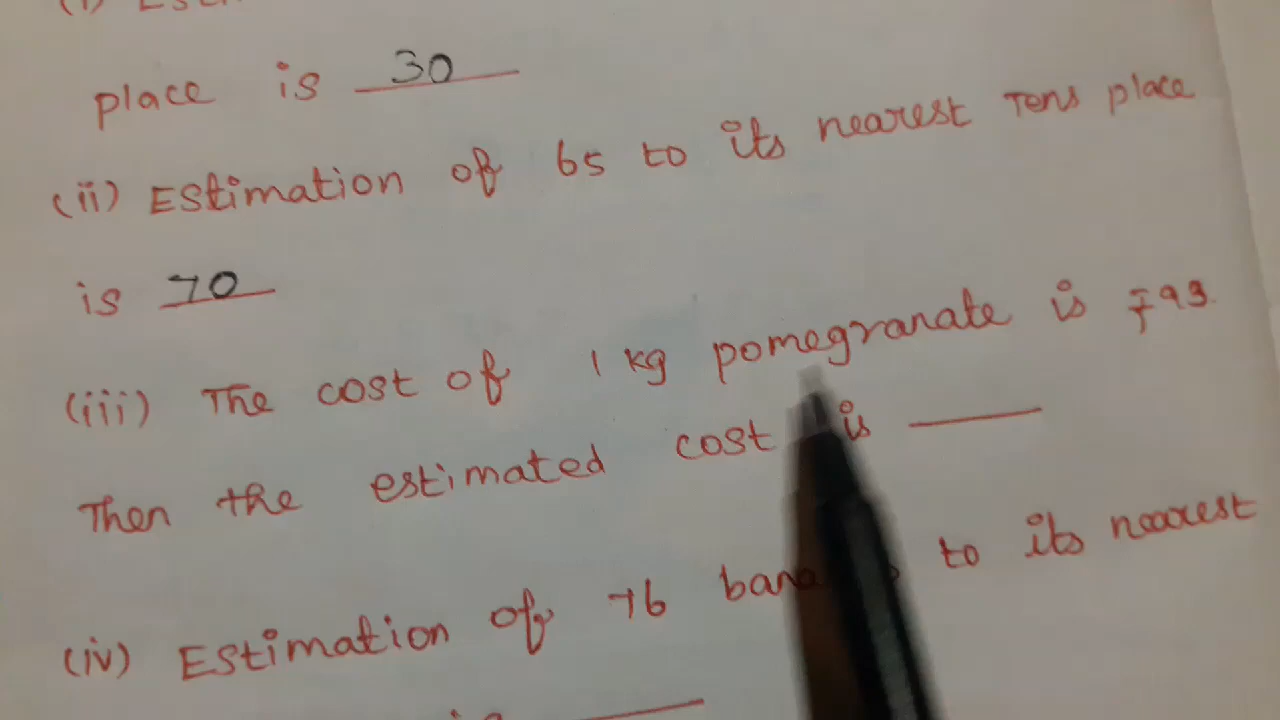 place is 30
(ii) Estimation of 65 to its nearest Tens place
is 70
(iii) The cost of 1 kg pomegranate is ₹93.
Then the estimated cost is
(iv) Estimation of 76 to its nearest